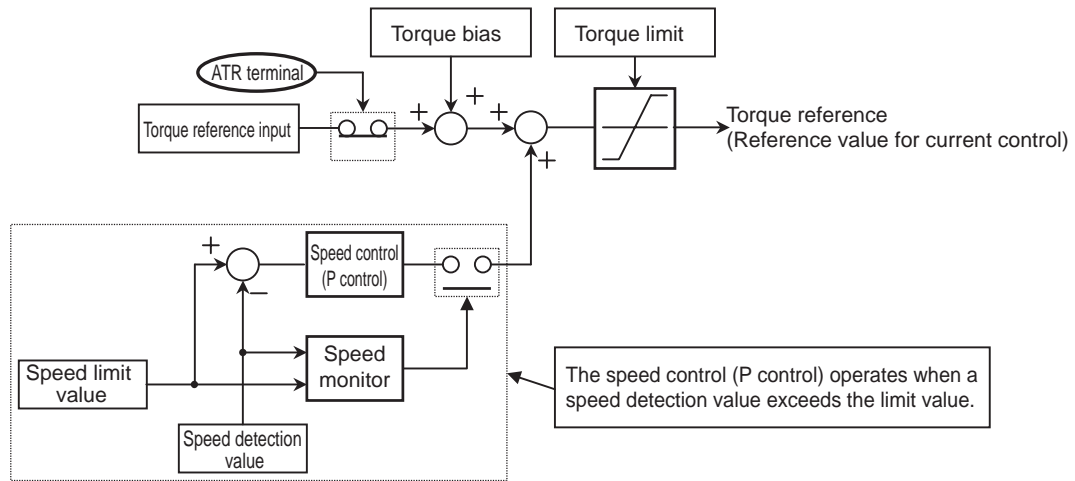 Torque bias
Torque limit
ATR terminal
Torque reference input
+
+
+
+
Torque reference
(Reference value for current control)
+
−
Speed control
(P control)
Speed
monitor
Speed limit
value
Speed detection
value
The speed control (P control) operates when a
speed detection value exceeds the limit value.